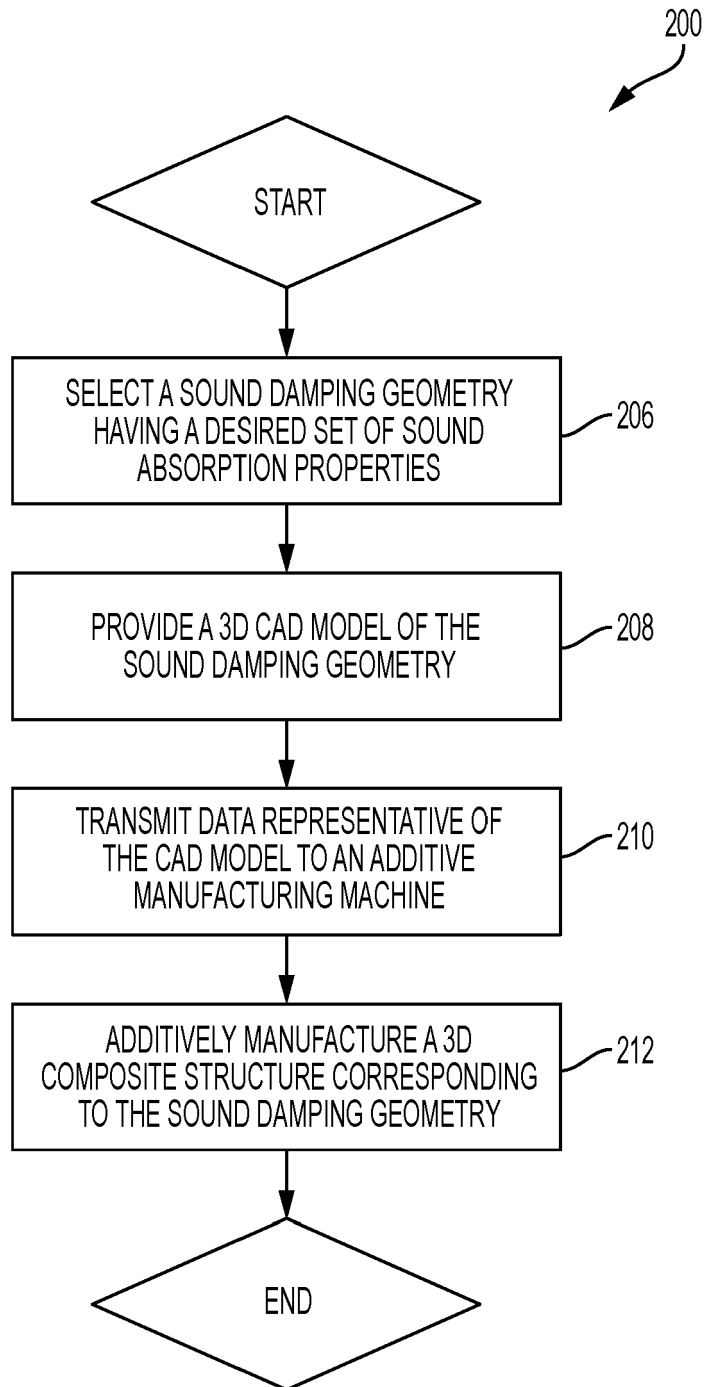 200
START
SELECT A SOUND DAMPING GEOMETRY
HAVING A DESIRED SET OF SOUND
ABSORPTION PROPERTIES
206
PROVIDE A 3D CAD MODEL OF THE
SOUND DAMPING GEOMETRY
208
TRANSMIT DATA REPRESENTATIVE OF
THE CAD MODEL TO AN ADDITIVE
MANUFACTURING MACHINE
210
ADDITIVELY MANUFACTURE A 3D
COMPOSITE STRUCTURE CORRESPONDING
TO THE SOUND DAMPING GEOMETRY
212
END